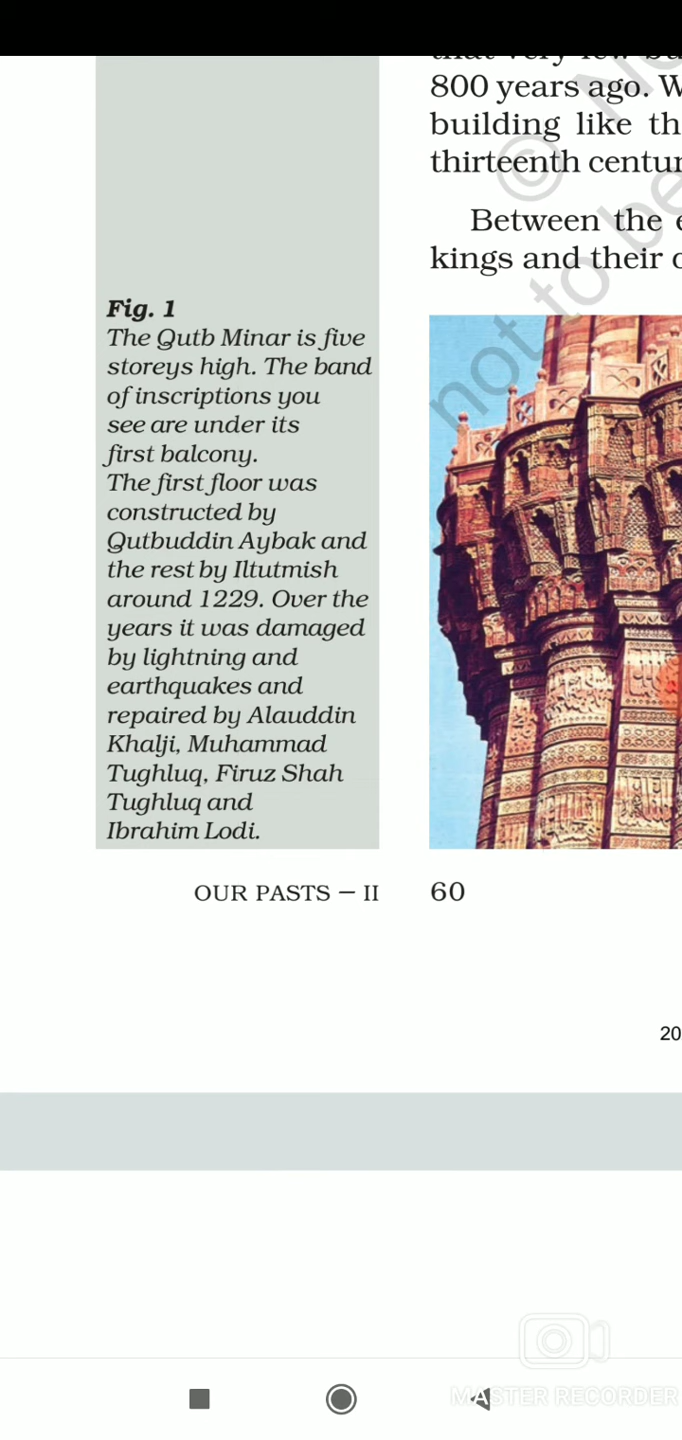 800 years ago. W
building like th
thirteenth centur
Between the e
kings and their o
Fig. 1
The Qutb Minar is five
storeys high. The band
of inscriptions you
see are under its
first balcony.
The first floor was
constructed by
Qutbuddin Aybak and
the rest by Iltutmish
around 1229. Over the
years it was damaged
by lightning and
earthquakes and
repaired by Alauddin
Khalji, Muhammad
Tughluq, Firuz Shah
Tughluq and
Ibrahim Lodi.
© No
not to be
OUR PASTS – II 60
20
MASTER RECORDER